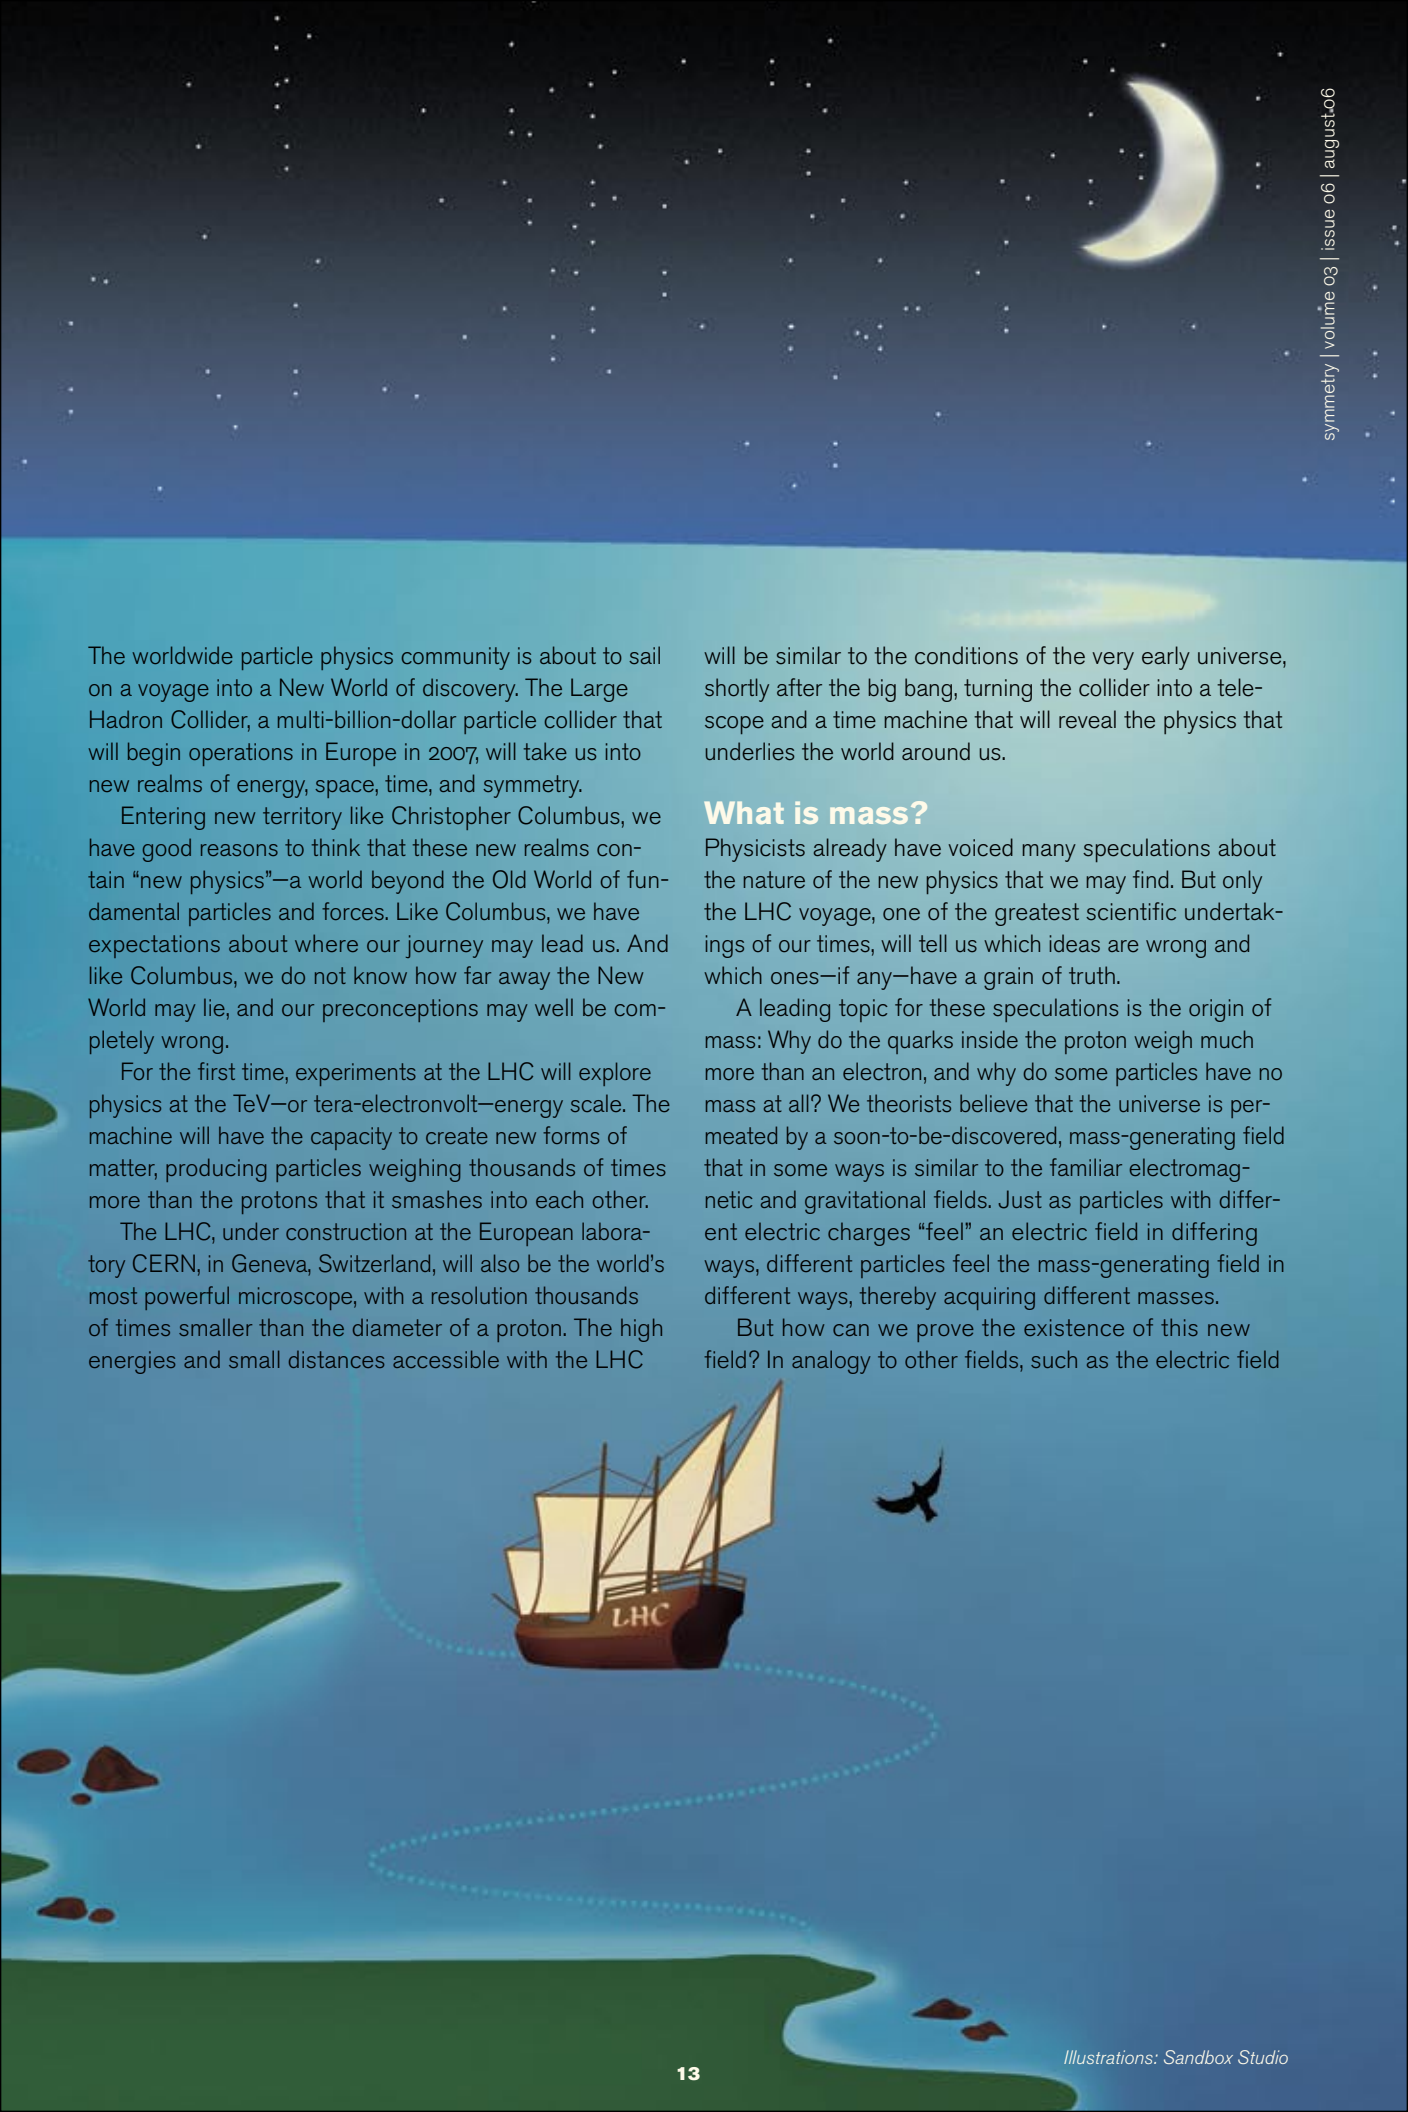 symmetry | volume 03 | issue 06 | august 06
The worldwide particle physics community is about to sail
on a voyage into a New World of discovery. The Large
Hadron Collider, a multi-billion-dollar particle collider that
will begin operations in Europe in 2007, will take us into
new realms of energy, space, time, and symmetry.
Entering new territory like Christopher Columbus, we
have good reasons to think that these new realms con-
tain “new physics”—a world beyond the Old World of fun-
damental particles and forces. Like Columbus, we have
expectations about where our journey may lead us. And
like Columbus, we do not know how far away the New
World may lie, and our preconceptions may well be com-
pletely wrong.
For the first time, experiments at the LHC will explore
physics at the TeV—or tera-electronvolt—energy scale. The
machine will have the capacity to create new forms of
matter, producing particles weighing thousands of times
more than the protons that it smashes into each other.
The LHC, under construction at the European labora-
tory CERN, in Geneva, Switzerland, will also be the world’s
most powerful microscope, with a resolution thousands
of times smaller than the diameter of a proton. The high
energies and small distances accessible with the LHC
will be similar to the conditions of the very early universe,
shortly after the big bang, turning the collider into a tele-
scope and a time machine that will reveal the physics that
underlies the world around us.
What is mass?
Physicists already have voiced many speculations about
the nature of the new physics that we may find. But only
the LHC voyage, one of the greatest scientific undertak-
ings of our times, will tell us which ideas are wrong and
which ones—if any—have a grain of truth.
A leading topic for these speculations is the origin of
mass: Why do the quarks inside the proton weigh much
more than an electron, and why do some particles have no
mass at all? We theorists believe that the universe is per-
meated by a soon-to-be-discovered, mass-generating field
that in some ways is similar to the familiar electromag-
netic and gravitational fields. Just as particles with differ-
ent electric charges “feel” an electric field in differing
ways, different particles feel the mass-generating field in
different ways, thereby acquiring different masses.
But how can we prove the existence of this new
field? In analogy to other fields, such as the electric field
LHC
Illustrations: Sandbox Studio
13